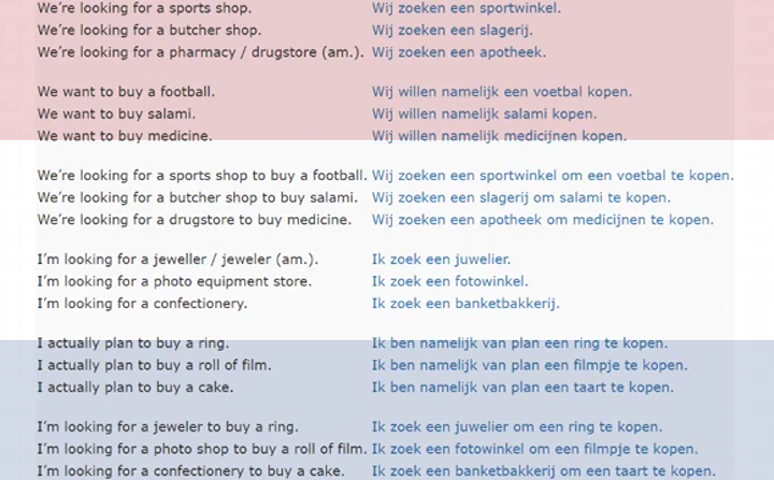 We're looking for a sports shop. Wij zoeken een sportwinkel.
We're looking for a butcher shop. Wij zoeken een slagerij.
We're looking for a pharmacy / drugstore (am.). Wij zoeken een apotheek.
We want to buy a football. Wij willen namelijk een voetbal kopen.
We want to buy salami. Wij willen namelijk salami kopen.
We want to buy medicine. Wij willen namelijk medicijnen kopen.
We're looking for a sports shop to buy a football. Wij zoeken een sportwinkel om een voetbal te kopen.
We're looking for a butcher shop to buy salami. Wij zoeken een slagerij om salami te kopen.
We're looking for a drugstore to buy medicine. Wij zoeken een apotheek om medicijnen te kopen.
I'm looking for a jeweller / jeweler (am.). Ik zoek een juwelier.
I'm looking for a photo equipment store. Ik zoek een fotowinkel.
I'm looking for a confectionery. Ik zoek een banketbakkerij.
I actually plan to buy a ring. Ik ben namelijk van plan een ring te kopen.
I actually plan to buy a roll of film. Ik ben namelijk van plan een filmpje te kopen.
I actually plan to buy a cake. Ik ben namelijk van plan een taart te kopen.
I'm looking for a jeweler to buy a ring. Ik zoek een juwelier om een ring te kopen.
I'm looking for a photo shop to buy a roll of film. Ik zoek een fotowinkel om een filmpje te kopen.
I'm looking for a confectionery to buy a cake. Ik zoek een banketbakkerij om een taart te kopen.